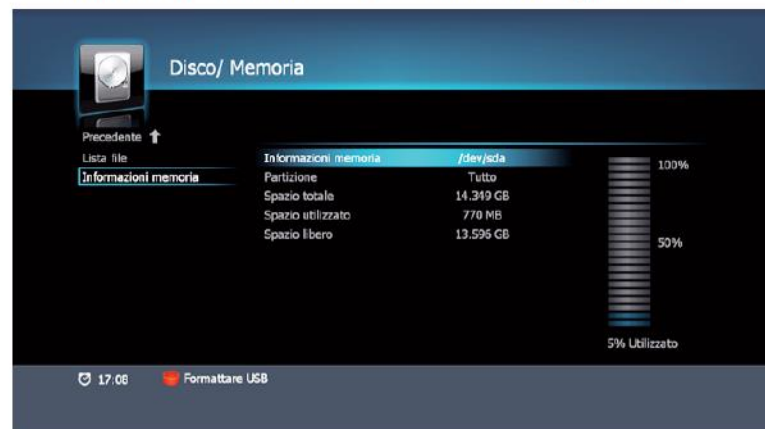 Disco/ Memoria
Precedente
Lista file
Informazioni memoria
Informazioni memoria /dev/sda
Partizione Tutto
Spazio totale 14.349 GB
Spazio utilizzato 770 MB
Spazio libero 13.596 GB
100%
50%
5% Utilizzato
17:08 Formattare USB